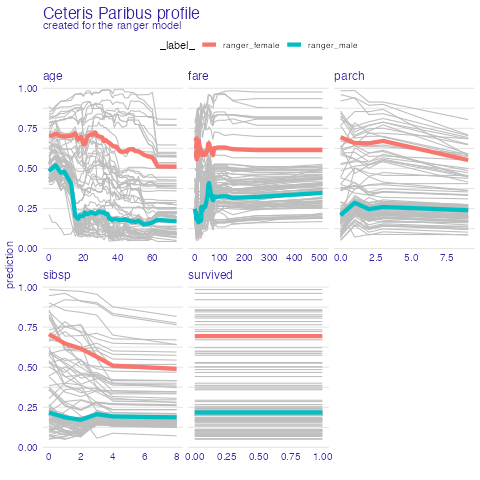 Ceteris Paribus profile
created for the ranger model
_label_ ranger_female ranger_male
age fare parch
1.00
0.75
0.50
0.25
0.00
0 20 40 60 0 100 200 300 400 500 0.0 2.5 5.0 7.5
prediction
sibsp survived
1.00
0.75
0.50
0.25
0.00
0 2 4 6 8 0.00 0.25 0.50 0.75 1.00